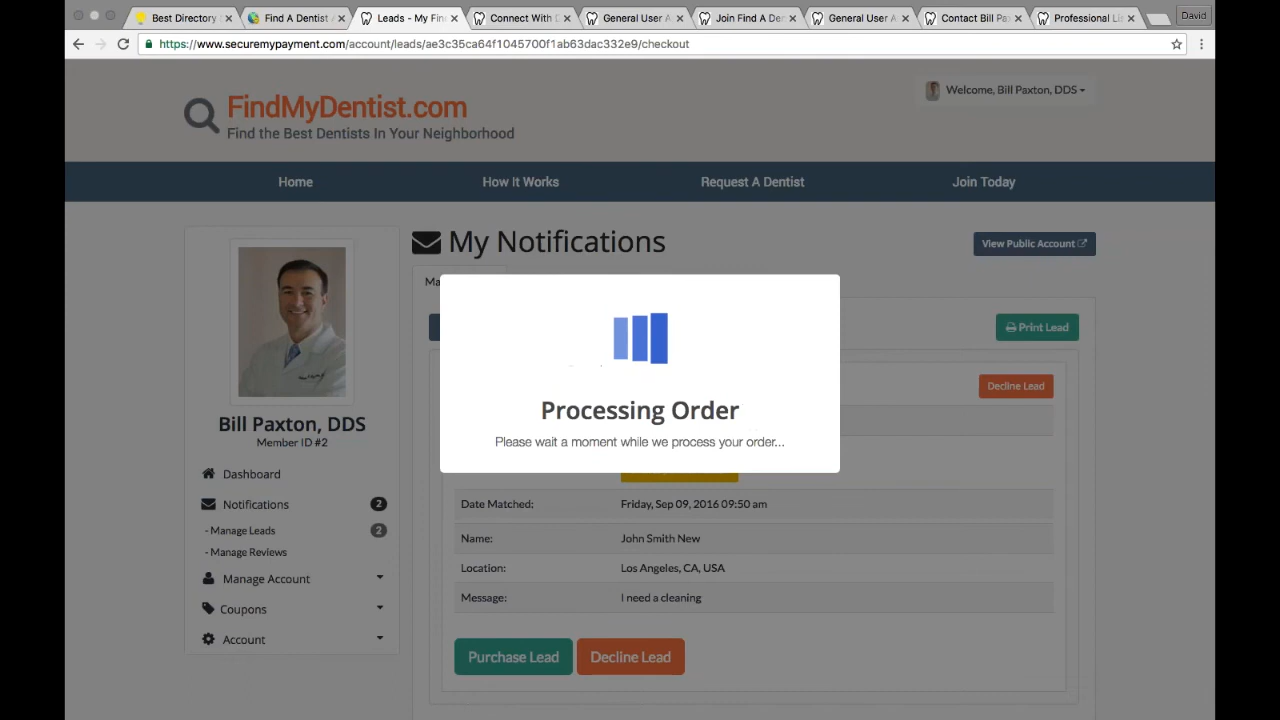 Best Directory
Find A Dentist
Leads - My Fin
Connect With D
General User A
Join Find A De
General User A
Contact Bill Pa
Professional Li
David
https://www.securemypayment.com/account/leads/ae3c35ca64f1045700f1ab63dac332e9/checkout
FindMyDentist.com
Find the Best Dentists In Your Neighborhood
Welcome, Bill Paxton, DDS
Home
How It Works
Request A Dentist
Join Today
My Notifications
View Public Account
Ma
Print Lead
Decline Lead
Processing Order
Please wait a moment while we process your order...
Bill Paxton, DDS
Member ID #2
Dashboard
Notifications 2
- Manage Leads 2
- Manage Reviews
Manage Account
Coupons
Account
Date Matched: Friday, Sep 09, 2016 09:50 am
Name: John Smith New
Location: Los Angeles, CA, USA
Message: I need a cleaning
Purchase Lead
Decline Lead